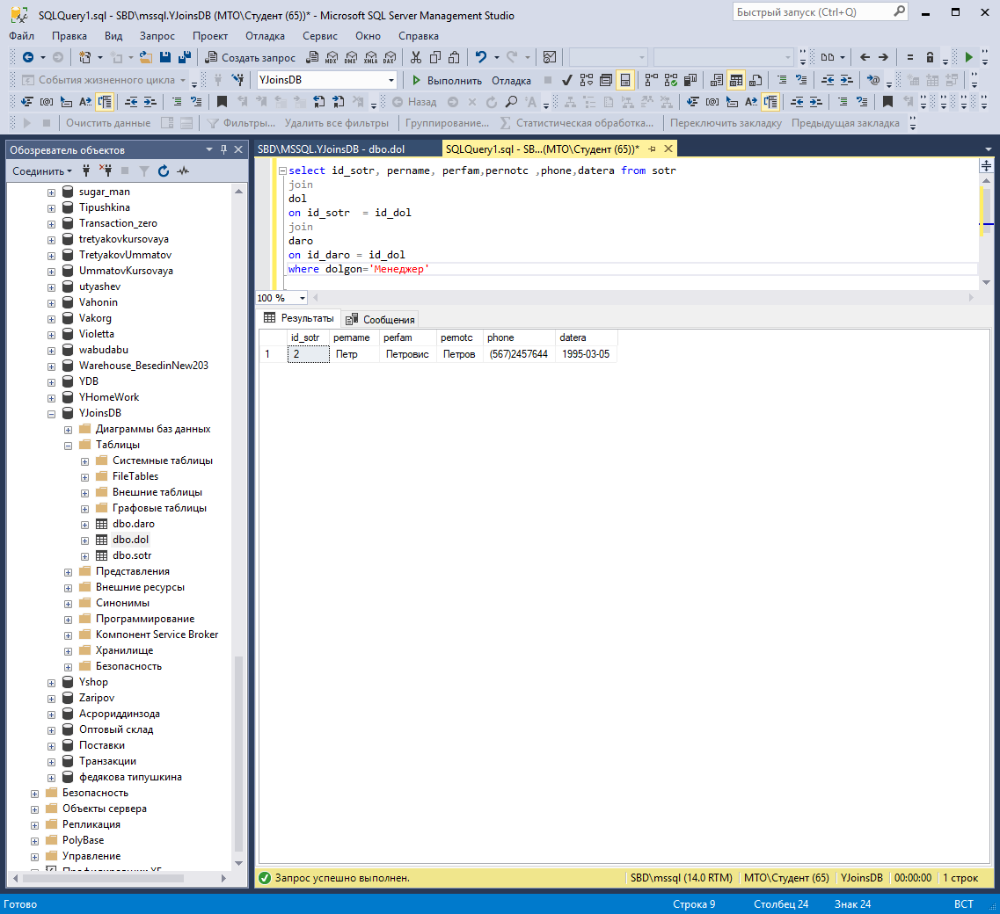 SQLQuery1.sql - SBD\mssql.YJoinsDB (МТО\Студент (65))* - Microsoft SQL Server Management Studio
Быстрый запуск (Ctrl+Q)
Файл Правка Вид Запрос Проект Отладка Сервис Окно Справка
Создать запрос MDX DMX XMLA DAX
События жизненного цикла YJoinsDB Выполнить Отладка
Назад
Очистить данные Фильтры... Удалить все фильтры Группирование... Статистическая обработка... Переключить закладку Предыдущая закладка
Обозреватель объектов
Соединить
sugar_man
Tipushkina
Transaction_zero
tretyakovkursovaya
TretyakovUmmatov
UmmatovKursovaya
utyashev
Vahonin
Vakorg
Violetta
wabudabu
Warehouse_BesedinNew203
YDB
YHomeWork
YJoinsDB
Диаграммы баз данных
Таблицы
Системные таблицы
FileTables
Внешние таблицы
Графовые таблицы
dbo.daro
dbo.dol
dbo.sotr
Представления
Внешние ресурсы
Синонимы
Программирование
Компонент Service Broker
Хранилище
Безопасность
Yshop
Zaripov
Асрориддинзода
Оптовый склад
Поставки
Транзакции
федякова типушкина
Безопасность
Объекты сервера
Репликация
PolyBase
Управление
SBD\MSSQL.YJoinsDB - dbo.dol
SQLQuery1.sql - SB...(МТО\Студент (65))*
select id_sotr, pername, perfam,pernotc ,phone,datera from sotr
join
dol
on id_sotr  = id_dol
join
daro
on id_daro = id_dol
where dolgon='Менеджер'
100 %
Результаты Сообщения
id_sotr pername perfam pernotc phone datera
1 2 Петр Петровис Петров (567)2457644 1995-03-05
Запрос успешно выполнен. SBD\mssql (14.0 RTM) МТО\Студент (65) YJoinsDB 00:00:00 1 строк
Готово Строка 9 Столбец 24 Знак 24 ВСТ